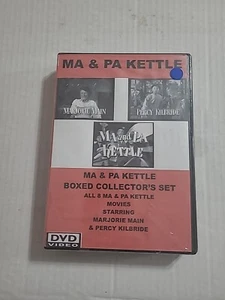 MA & PA KETTLE
MARJORIE MAIN
PERCY KILBRIDE
MA and PA
KETTLE
MA & PA KETTLE
BOXED COLLECTOR'S SET
ALL 8 MA & PA KETTLE
MOVIES
STARRING
MARJORIE MAIN
& PERCY KILBRIDE
DVD
VIDEO